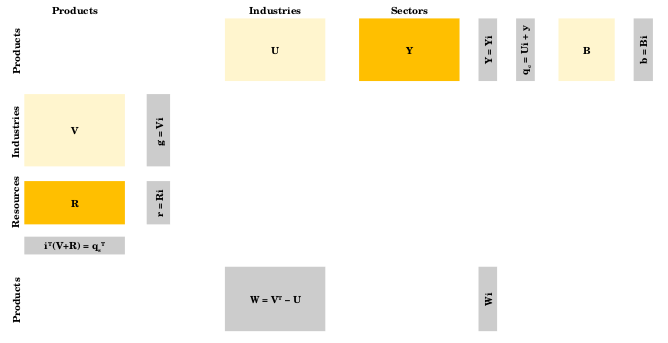 Products
Industries
Sectors
Products
U
Y
Y = Yi
q_c = Ui + y
B
b = Bi
Industries
V
g = Vi
Resources
R
r = Ri
i^T(V+R) = q_s^T
Products
W = V^T − U
Wi